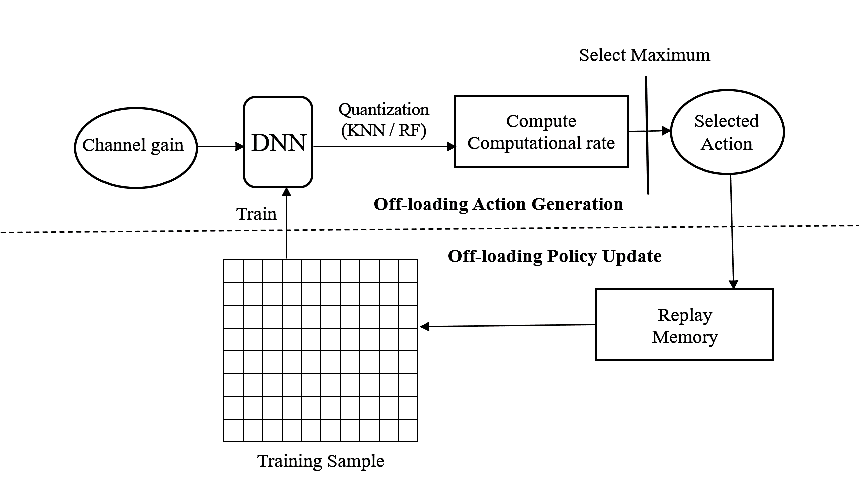 Select Maximum
Channel gain
DNN
Quantization
(KNN / RF)
Compute
Computational rate
Selected
Action
Train
Off-loading Action Generation
Off-loading Policy Update
Replay
Memory
Training Sample